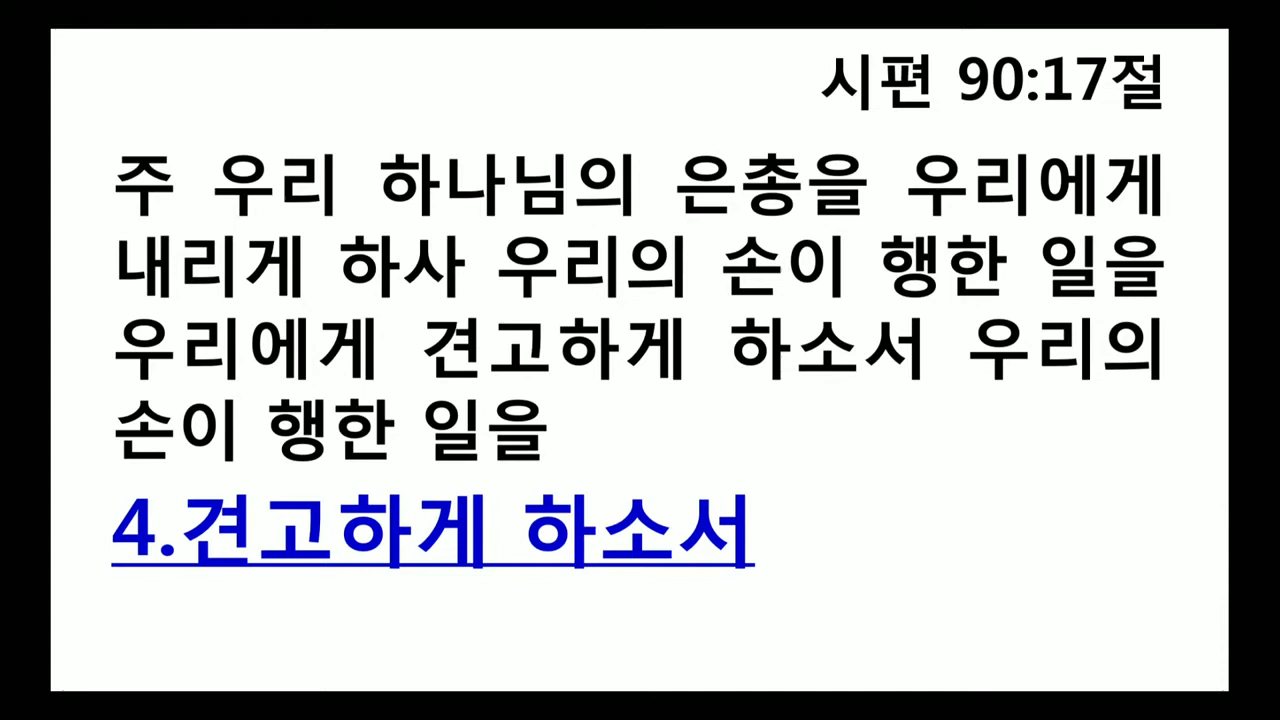 시편 90:17절
주 우리 하나님의 은총을 우리에게
내리게 하사 우리의 손이 행한 일을
우리에게 견고하게 하소서 우리의
손이 행한 일을
4.견고하게 하소서